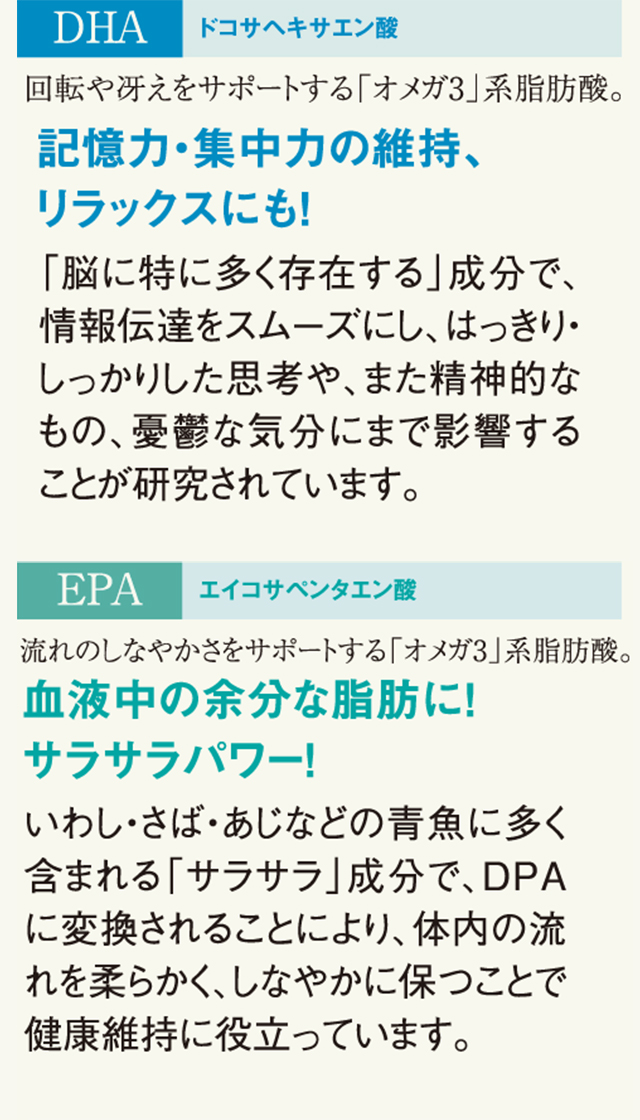 DHA ドコサヘキサエン酸
回転や冴えをサポートする「オメガ3」系脂肪酸。
記憶力・集中力の維持、
リラックスにも!
「脳に特に多く存在する」成分で、
情報伝達をスムーズにし、はっきり・
しっかりした思考や、また精神的な
もの、憂鬱な気分にまで影響する
ことが研究されています。
EPA エイコサペンタエン酸
流れのしなやかさをサポートする「オメガ3」系脂肪酸。
血液中の余分な脂肪に!
サラサラパワー!
いわし・さば・あじなどの青魚に多く
含まれる「サラサラ」成分で、DPA
に変換されることにより、体内の流
れを柔らかく、しなやかに保つことで
健康維持に役立っています。